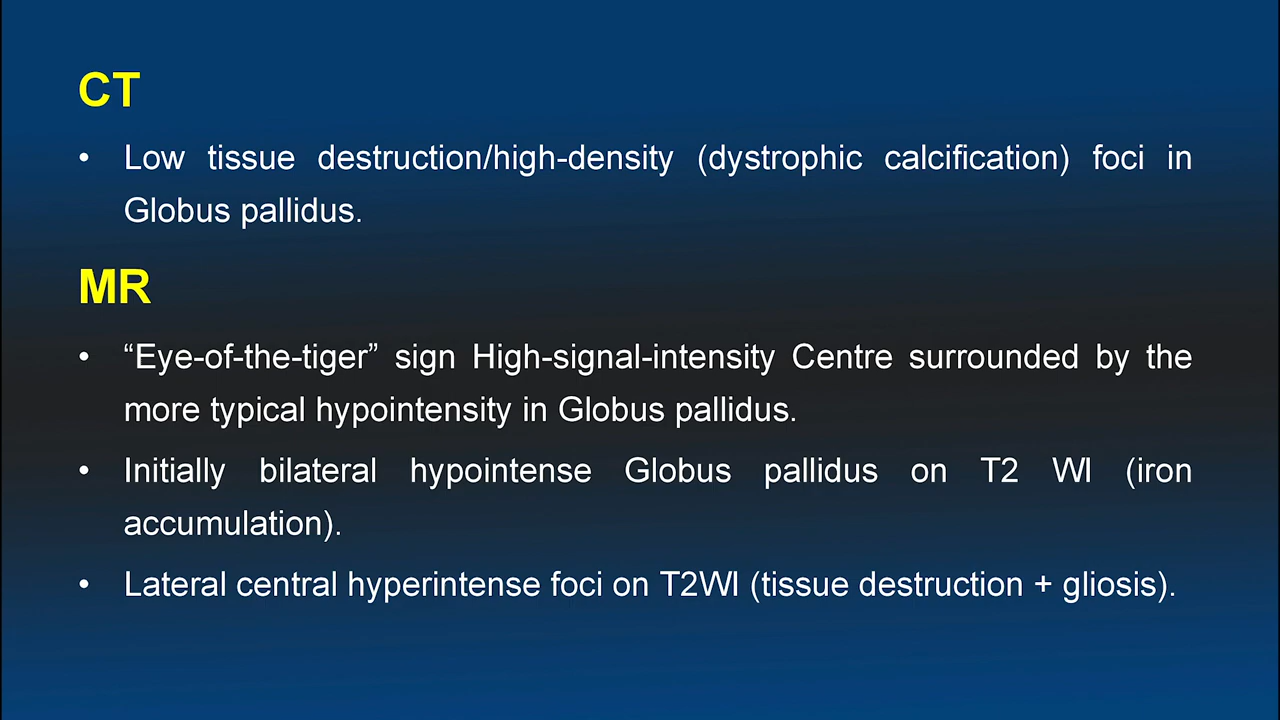 CT
• Low tissue destruction/high-density (dystrophic calcification) foci in
Globus pallidus.
MR
• “Eye-of-the-tiger” sign High-signal-intensity Centre surrounded by the
more typical hypointensity in Globus pallidus.
• Initially bilateral hypointense Globus pallidus on T2 WI (iron
accumulation).
• Lateral central hyperintense foci on T2WI (tissue destruction + gliosis).